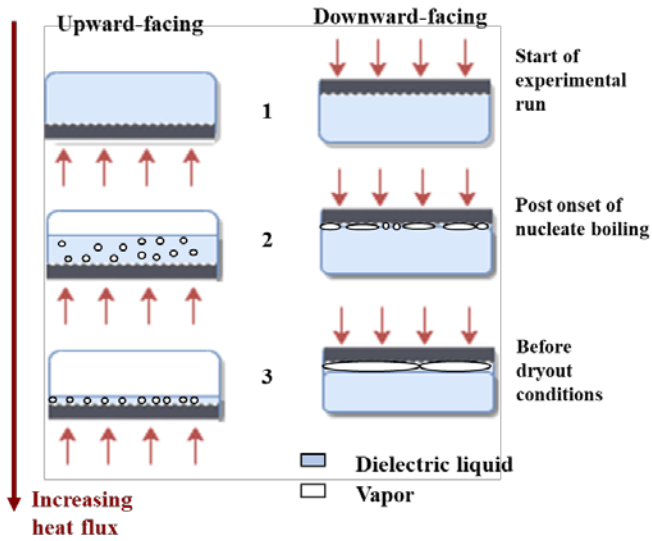 Upward-facing
Downward-facing
1
Start of
experimental
run
2
Post onset of
nucleate boiling
3
Before
dryout
conditions
Dielectric liquid
Vapor
Increasing
heat flux